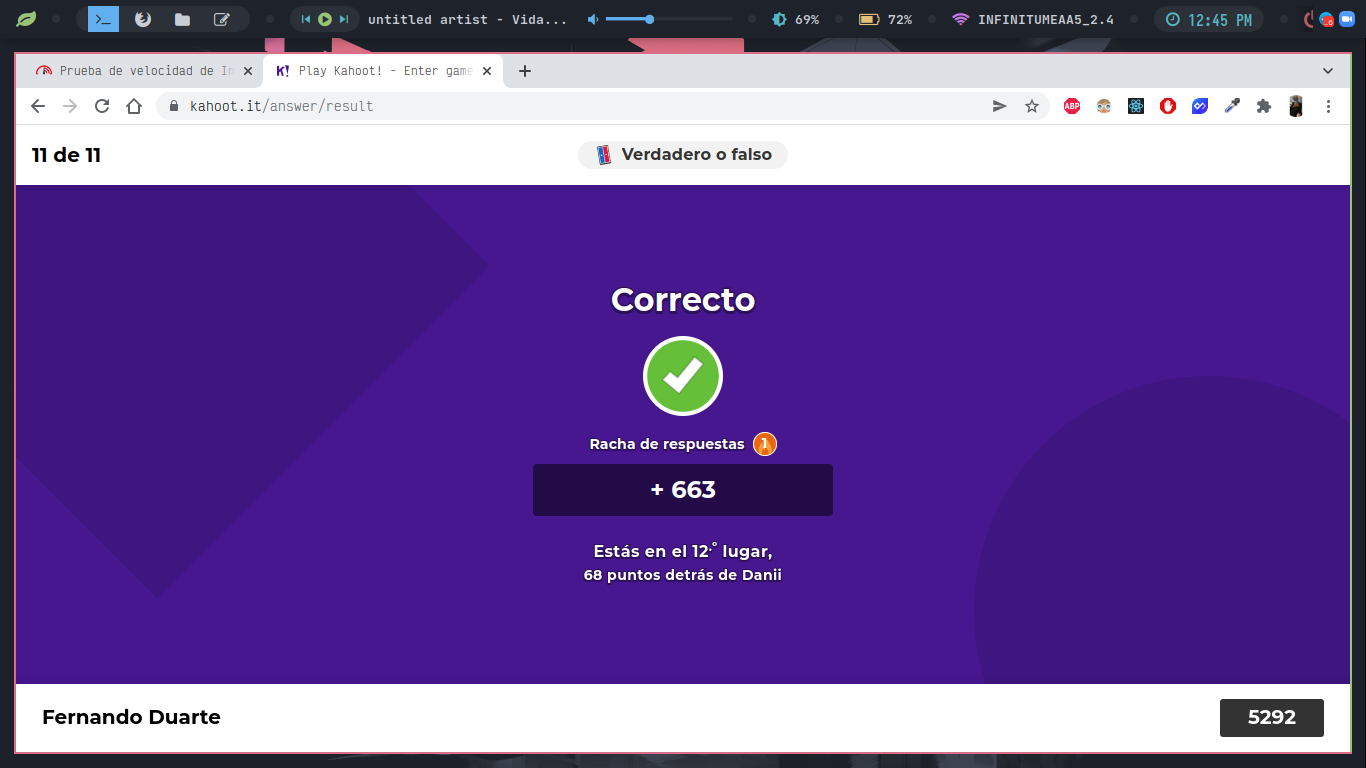 untitled artist - Vida... 69% 72% INFINITUMEAA5_2.4 12:45 PM
Prueba de velocidad de In Play Kahoot! - Enter game
kahoot.it/answer/result
ABP
11 de 11
Verdadero o falso
Correcto
Racha de respuestas 1
+ 663
Estás en el 12.º lugar,
68 puntos detrás de Danii
Fernando Duarte
5292